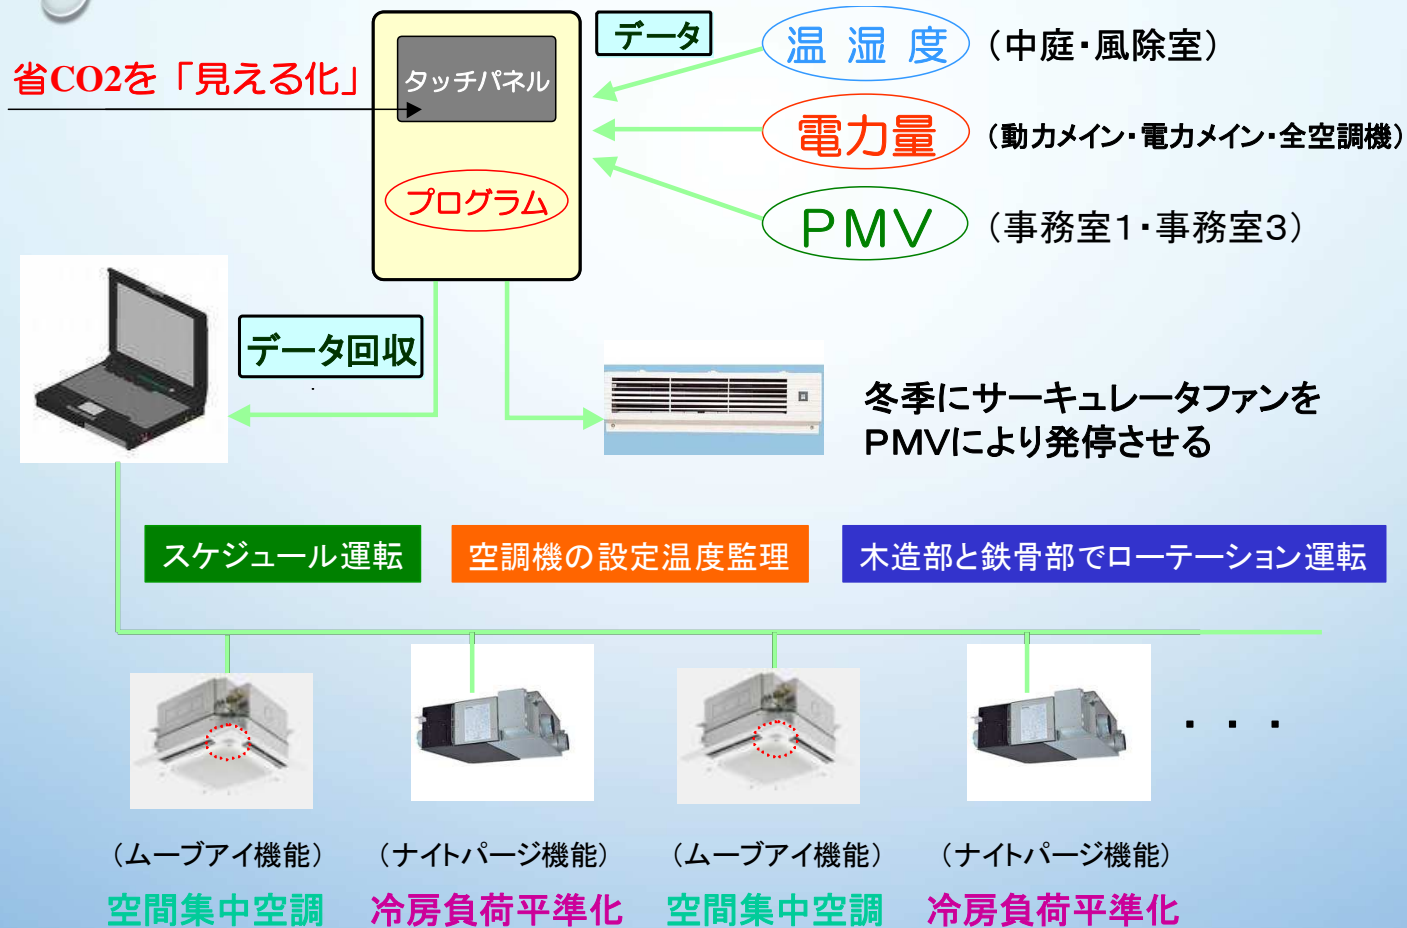 データ
温 湿 度 (中庭・風除室)
省CO2を「見える化」
タッチパネル
電力量 (動力メイン・電力メイン・全空調機)
プログラム
PMV (事務室1・事務室3)
データ回収
冬季にサーキュレータファンを
PMVにより発停させる
スケジュール運転 空調機の設定温度監理 木造部と鉄骨部でローテーション運転
・・・
(ムーブアイ機能) (ナイトパージ機能) (ムーブアイ機能) (ナイトパージ機能)
空間集中空調 冷房負荷平準化 空間集中空調 冷房負荷平準化